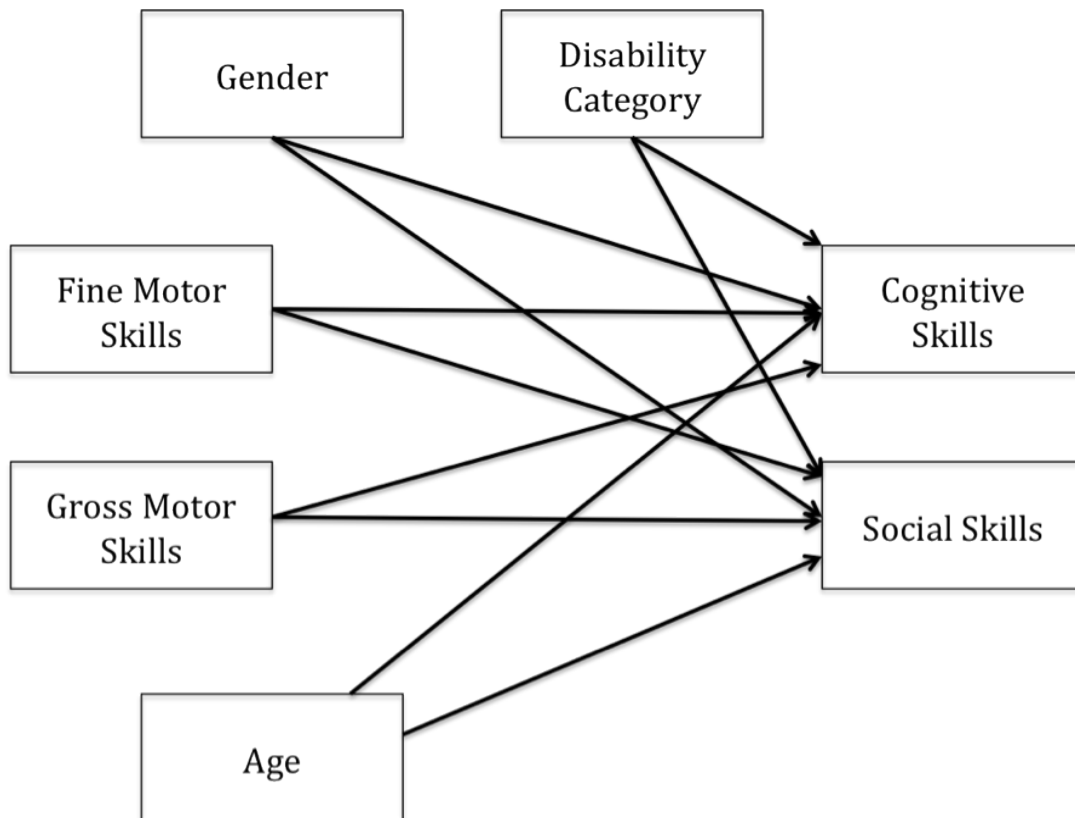 Gender
Disability
Category
Fine Motor
Skills
Cognitive
Skills
Gross Motor
Skills
Social Skills
Age